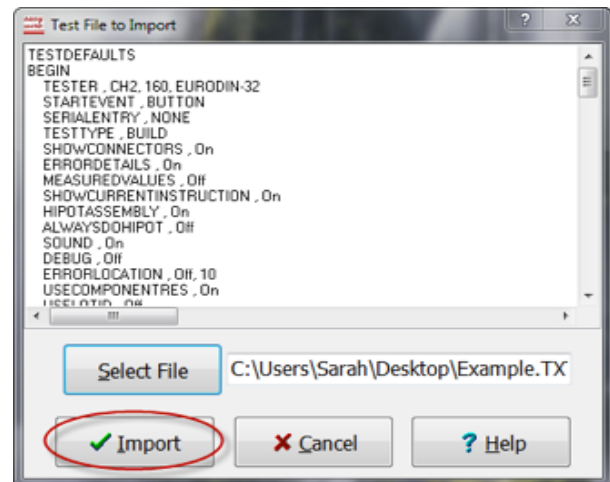 Test File to Import
TESTDEFAULTS
BEGIN
TESTER , CH2, 160, EURODIN-32
STARTEVENT , BUTTON
SERIALENTRY , NONE
TESTTYPE , BUILD
SHOWCONNECTORS , On
ERRORDETAILS , On
MEASUREDVALUES , Off
SHOWCURRENTINSTRUCTION , On
HIPOTASSEMBLY , On
ALWAYSDOHIPOT , Off
SOUND , On
DEBUG , Off
ERRORLOCATION , Off, 10
USECOMPONENTRES , On
USELOTID , Off
Select File
C:\Users\Sarah\Desktop\Example.TX
Import
Cancel
? Help